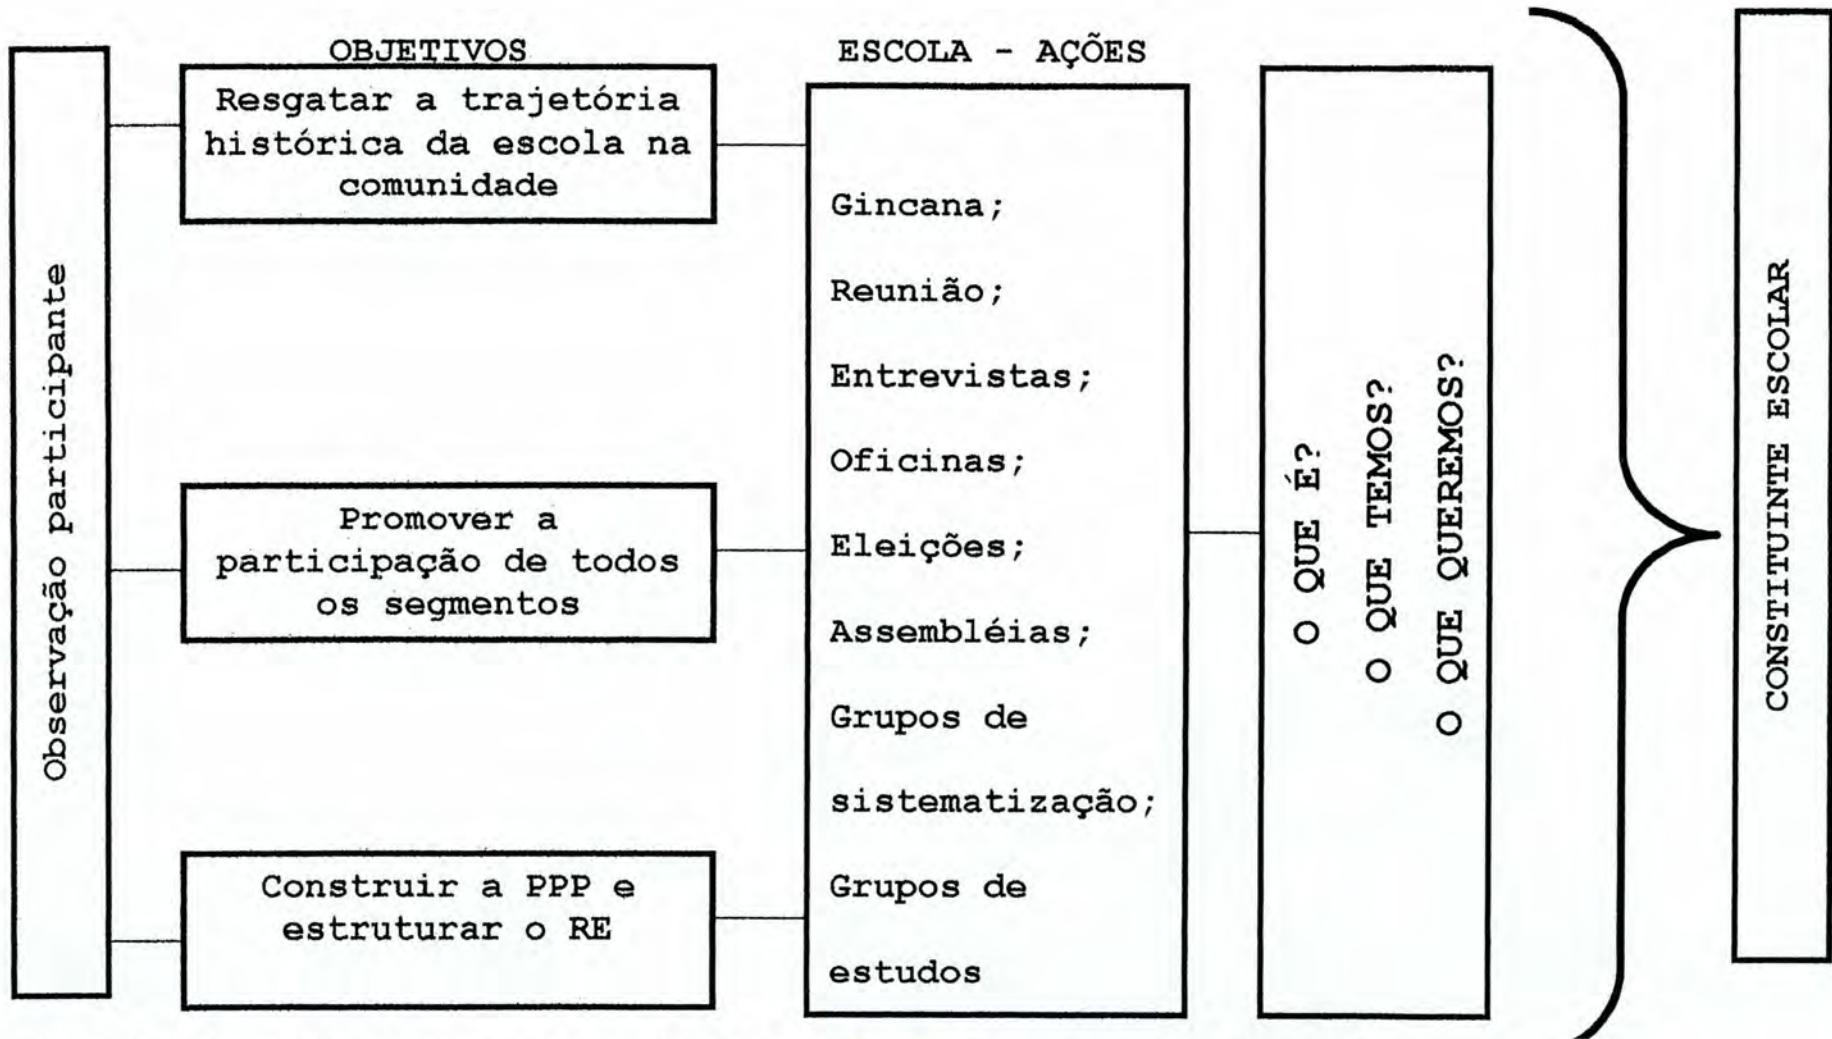 Observação participante
OBJETIVOS
Resgatar a trajetória
histórica da escola na
comunidade
Promover a
participação de todos
os segmentos
Construir a PPP e
estruturar o RE
ESCOLA - AÇÕES
Gincana;
Reunião;
Entrevistas;
Oficinas;
Eleições;
Assembléias;
Grupos de
sistematização;
Grupos de
estudos
O QUE É?
O QUE TEMOS?
O QUE QUEREMOS?
CONSTITUINTE ESCOLAR